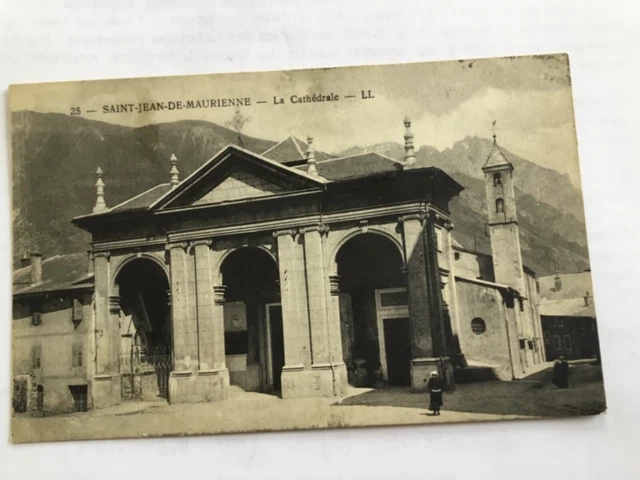 25 — SAINT-JEAN-DE-MAURIENNE — La Cathédrale — LL